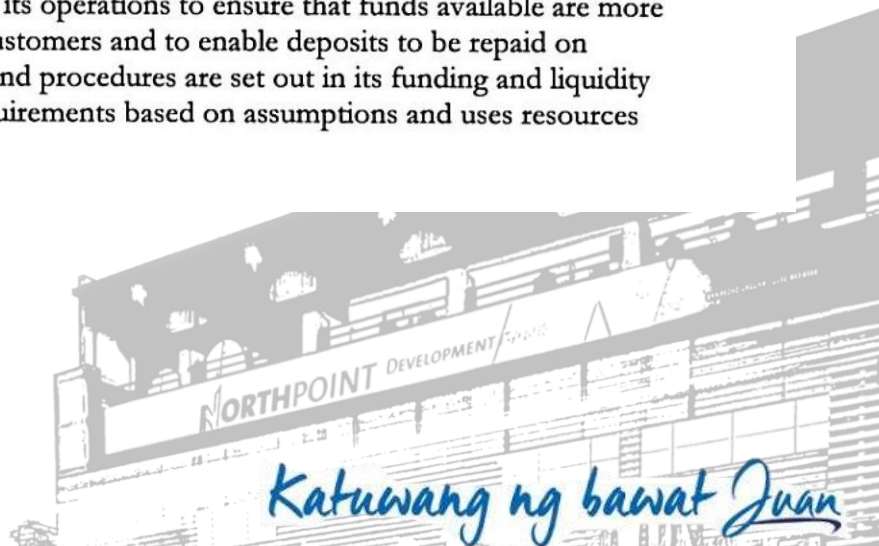 its operations to ensure that funds available are more
ustomers and to enable deposits to be repaid on
nd procedures are set out in its funding and liquidity
uirements based on assumptions and uses resources
NORTHPOINT DEVELOPMENT
Katuwang ng bawat Juan